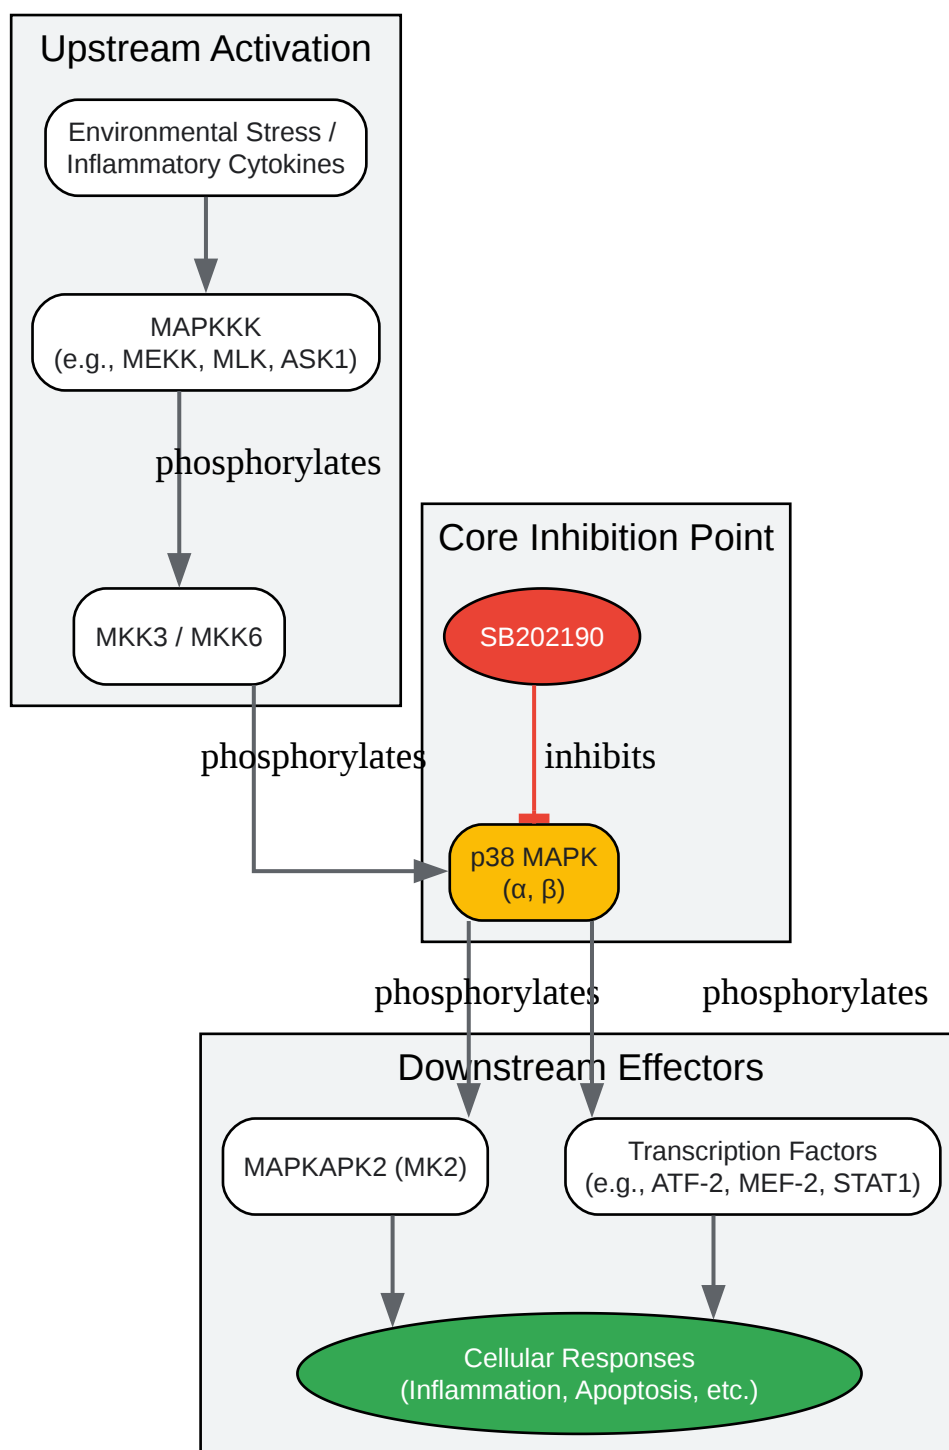 Upstream Activation
Environmental Stress /
Inflammatory Cytokines
MAPKKK
(e.g., MEKK, MLK, ASK1)
phosphorylates
MKK3 / MKK6
phosphorylates
Core Inhibition Point
SB202190
inhibits
p38 MAPK
(α, β)
phosphorylates
phosphorylates
Downstream Effectors
MAPKAPK2 (MK2)
Transcription Factors
(e.g., ATF-2, MEF-2, STAT1)
Cellular Responses
(Inflammation, Apoptosis, etc.)